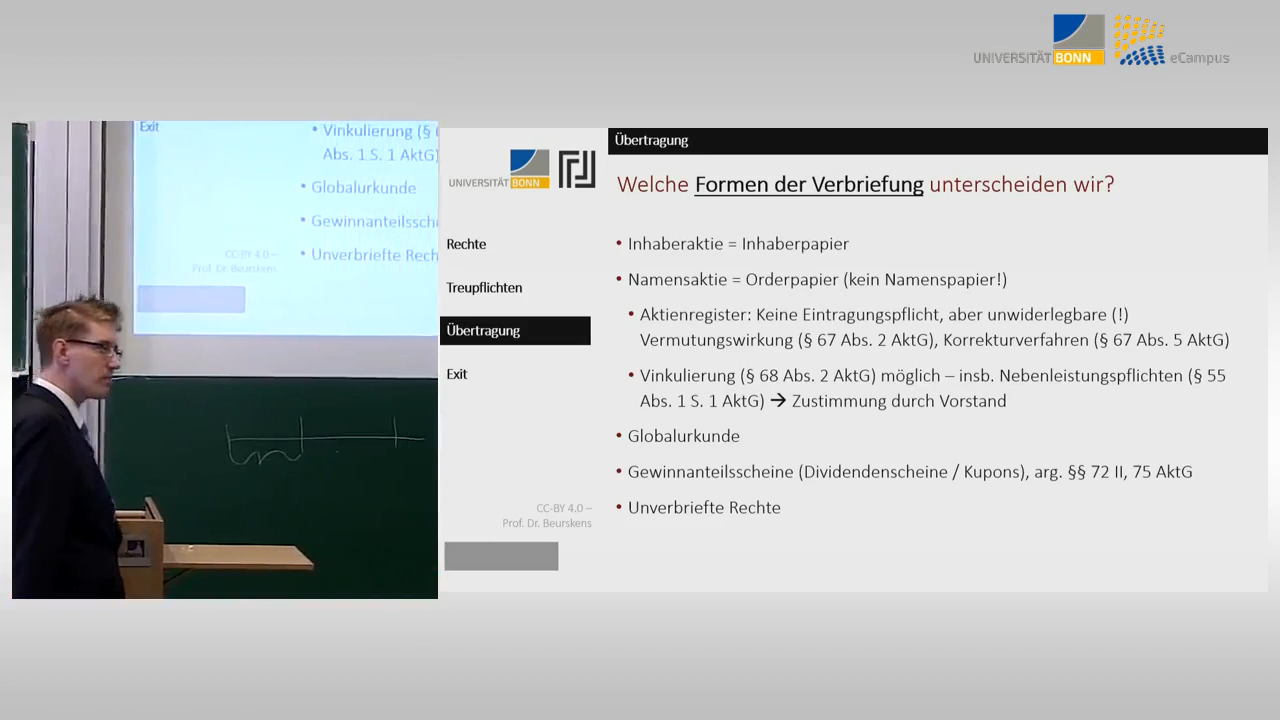 UNIVERSITÄT BONN eCampus
Exit
• Vinkulierung (§
Abs. 1 S. 1 AktG)
• Globalurkunde
• Gewinnanteilssche
• Unverbriefte Rech
CC-BY 4.0 –
Prof. Dr. Beurskens
UNIVERSITÄT BONN
Rechte
Treupflichten
Übertragung
Exit
CC-BY 4.0 –
Prof. Dr. Beurskens
Übertragung
Welche Formen der Verbriefung unterscheiden wir?
• Inhaberaktie = Inhaberpapier
• Namensaktie = Orderpapier (kein Namenspapier!)
• Aktienregister: Keine Eintragungspflicht, aber unwiderlegbare (!)
Vermutungswirkung (§ 67 Abs. 2 AktG), Korrekturverfahren (§ 67 Abs. 5 AktG)
• Vinkulierung (§ 68 Abs. 2 AktG) möglich – insb. Nebenleistungspflichten (§ 55
Abs. 1 S. 1 AktG) → Zustimmung durch Vorstand
• Globalurkunde
• Gewinnanteilsscheine (Dividendenscheine / Kupons), arg. §§ 72 II, 75 AktG
• Unverbriefte Rechte